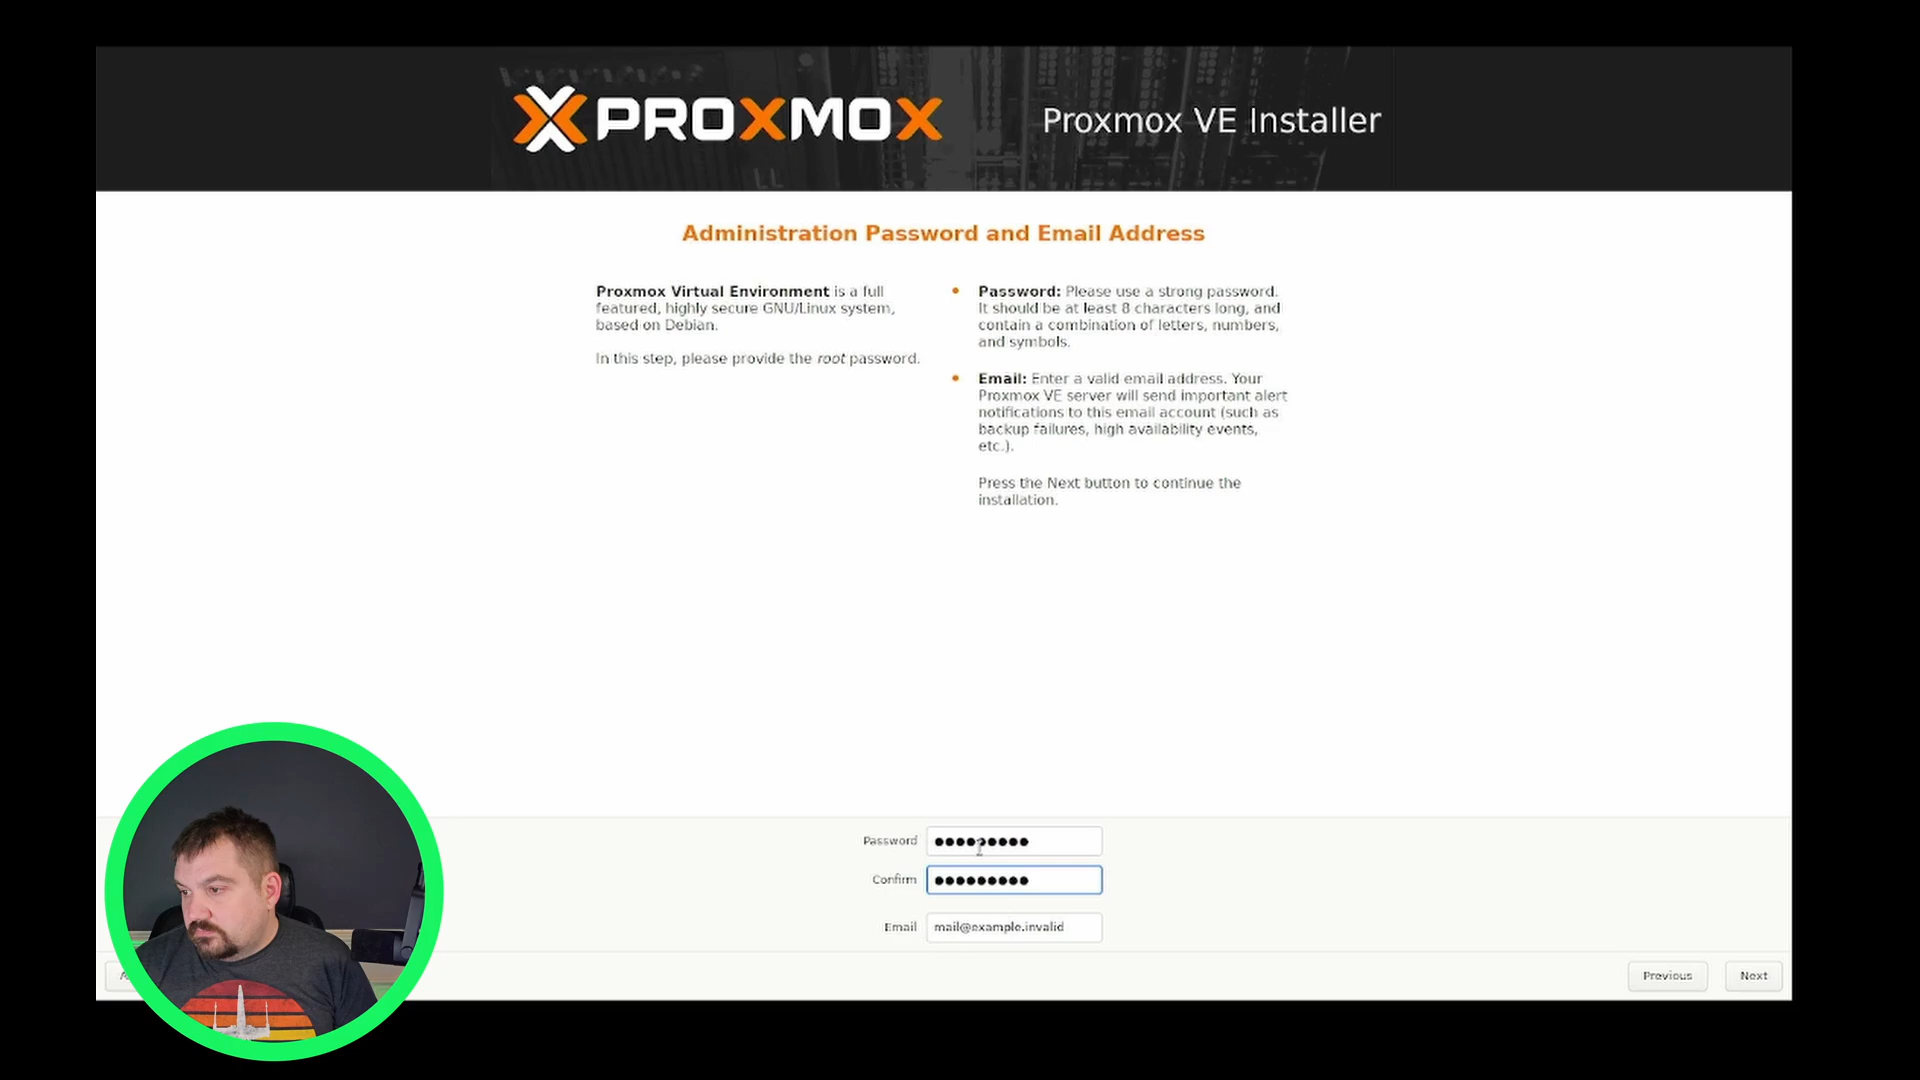 PROXMOX
Proxmox VE Installer
Administration Password and Email Address
Proxmox Virtual Environment is a full
featured, highly secure GNU/Linux system,
based on Debian.
In this step, please provide the root password.
• Password: Please use a strong password.
It should be at least 8 characters long, and
contain a combination of letters, numbers,
and symbols.
• Email: Enter a valid email address. Your
Proxmox VE server will send important alert
notifications to this email account (such as
backup failures, high availability events,
etc.).
Press the Next button to continue the
installation.
Password ●●●●●●●●●
Confirm ●●●●●●●●●
Email mail@example.invalid
Previous
Next